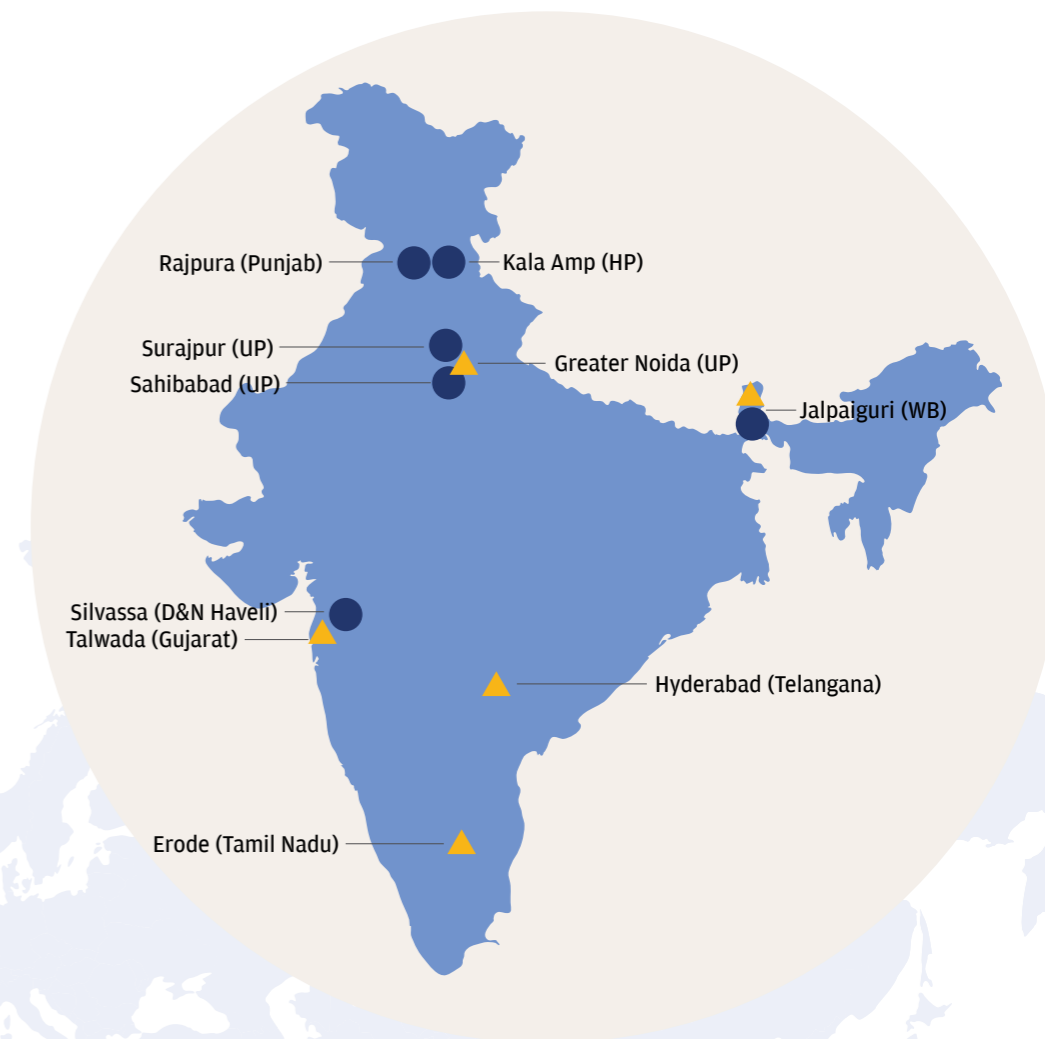 Rajpura (Punjab)
Kala Amp (HP)
Surajpur (UP)
Greater Noida (UP)
Sahibabad (UP)
Jalpaiguri (WB)
Silvassa (D&N Haveli)
Talwada (Gujarat)
Hyderabad (Telangana)
Erode (Tamil Nadu)